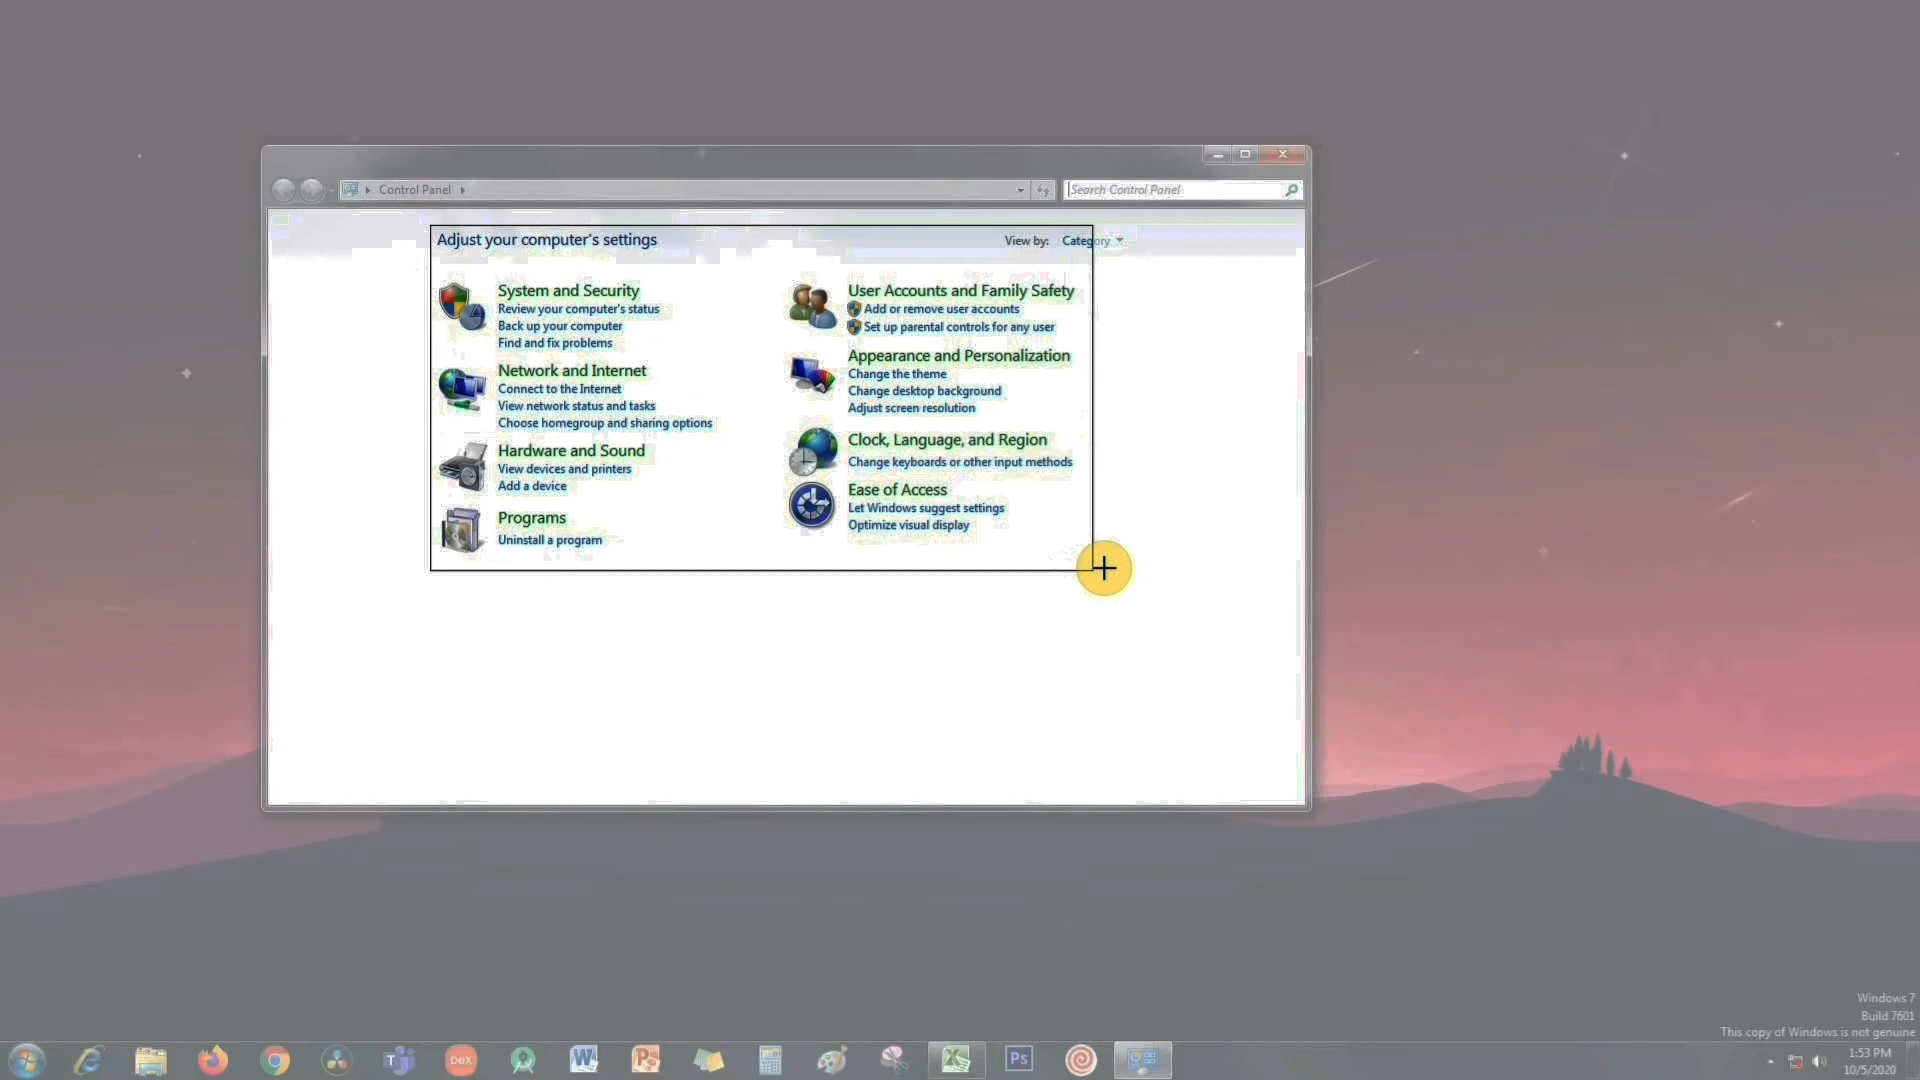 Control Panel
Search Control Panel
Adjust your computer's settings
View by: Category
System and Security
Review your computer's status
Back up your computer
Find and fix problems
Network and Internet
Connect to the Internet
View network status and tasks
Choose homegroup and sharing options
Hardware and Sound
View devices and printers
Add a device
Programs
Uninstall a program
User Accounts and Family Safety
Add or remove user accounts
Set up parental controls for any user
Appearance and Personalization
Change the theme
Change desktop background
Adjust screen resolution
Clock, Language, and Region
Change keyboards or other input methods
Ease of Access
Let Windows suggest settings
Optimize visual display
Windows 7
Build 7601
This copy of Windows is not genuine
DeX
Ps
1:53 PM
10/5/2020